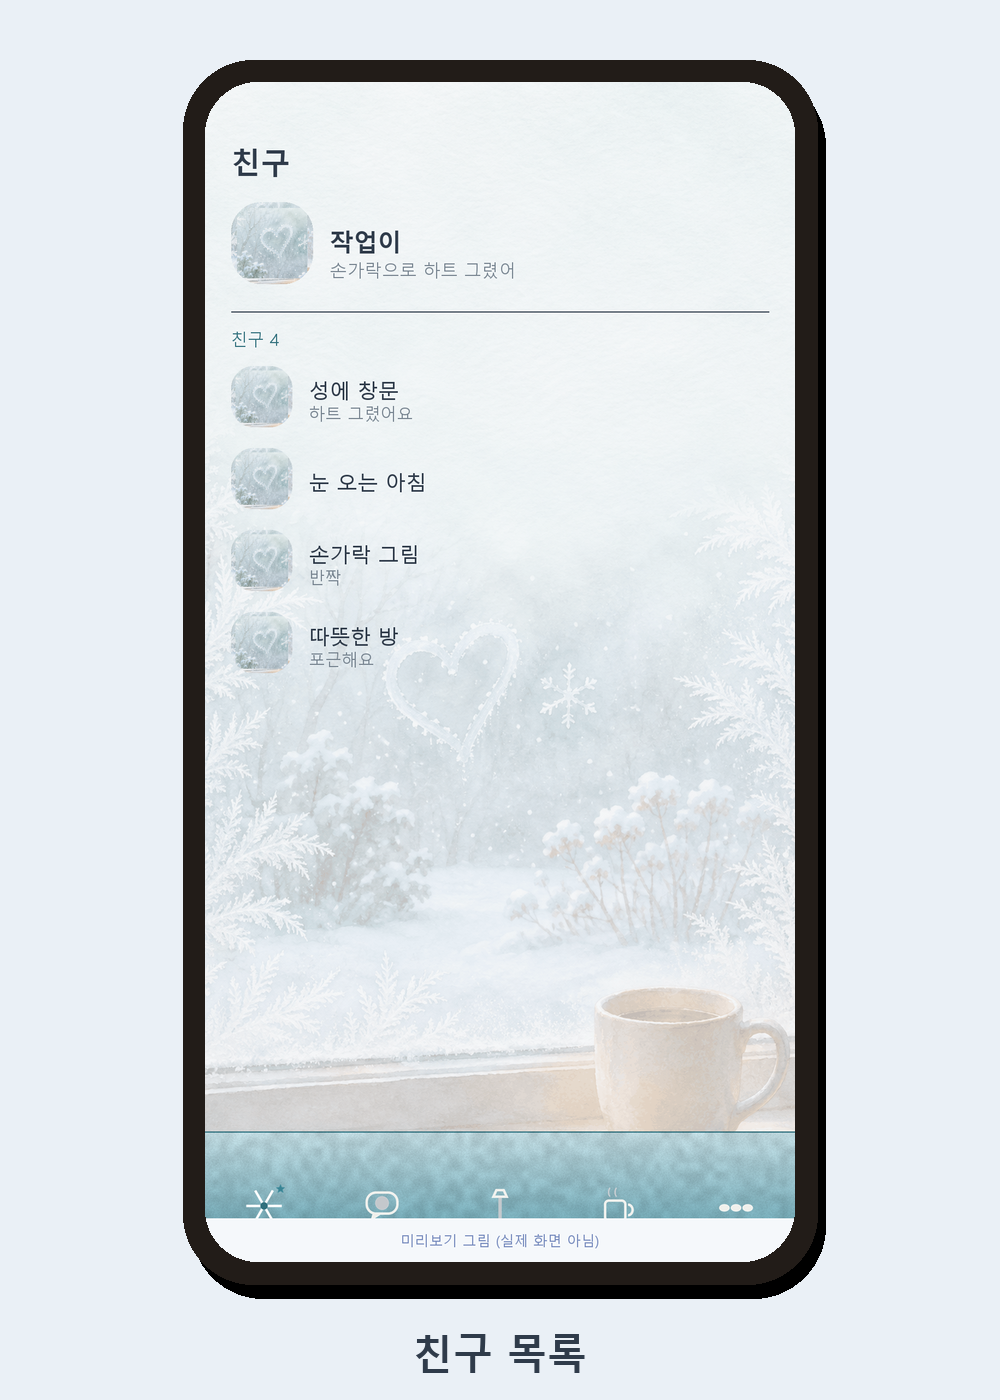 친구
작업이
손가락으로 하트 그렸어
친구 4
성에 창문
하트 그렸어요
눈 오는 아침
손가락 그림
반짝
따뜻한 방
포근해요
미리보기 그림 (실제 화면 아님)
친구 목록